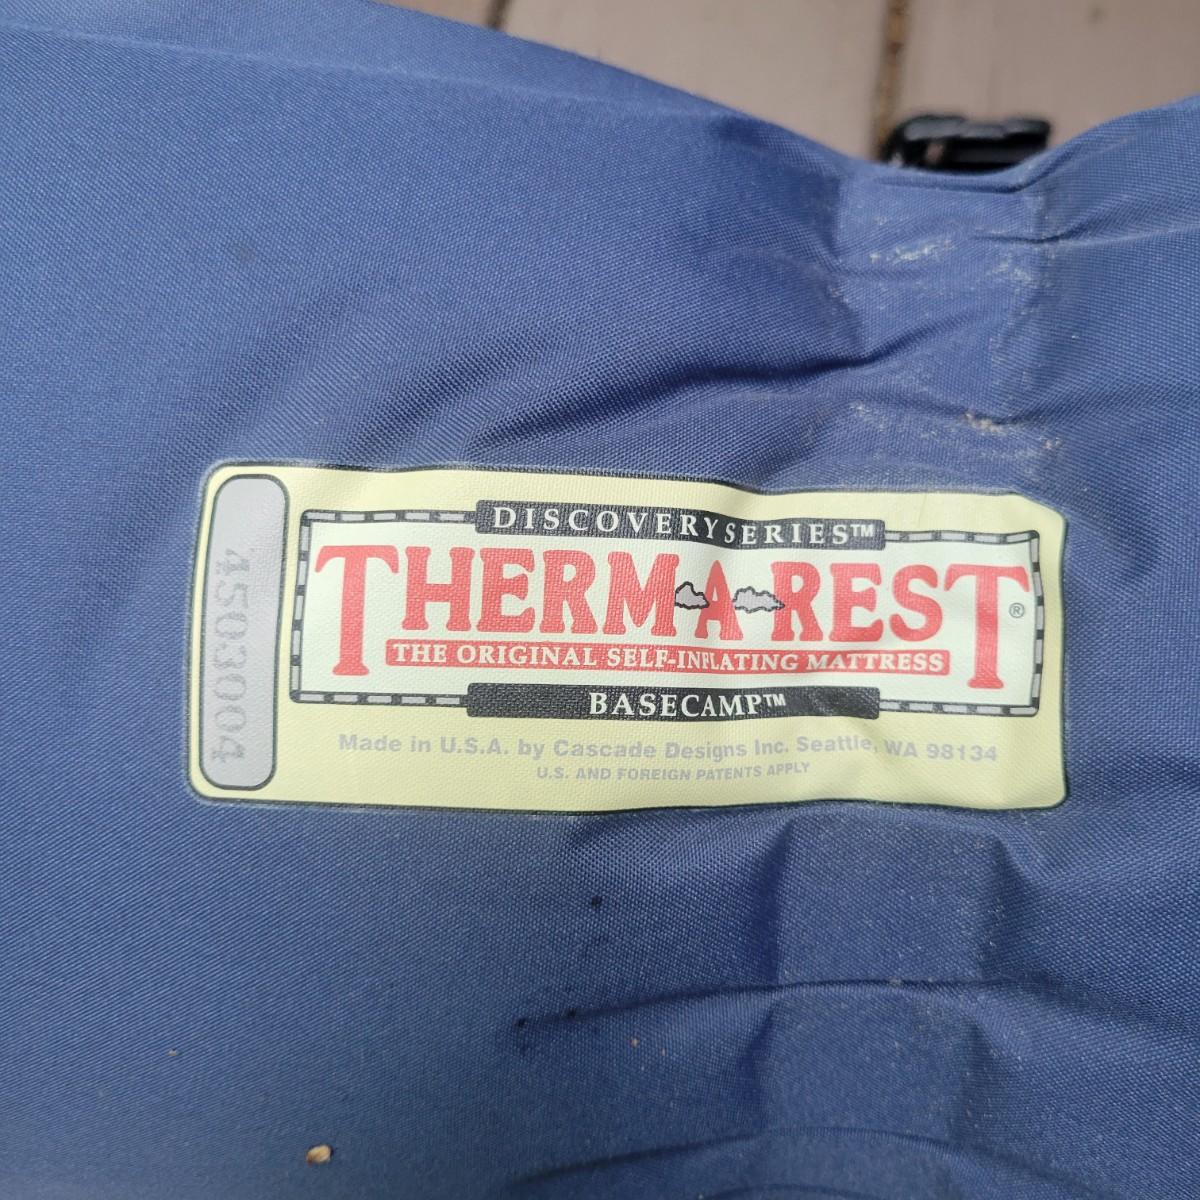 4503004
DISCOVERY SERIES™
THERM-A-REST®
THE ORIGINAL SELF-INFLATING MATTRESS
BASECAMP™
Made in U.S.A. by Cascade Designs Inc. Seattle, WA 98134
U.S. AND FOREIGN PATENTS APPLY